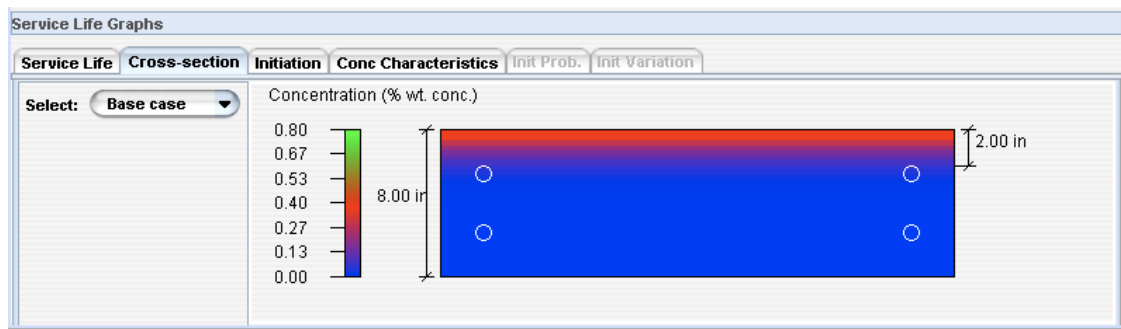 Service Life Graphs
Service Life Cross-section Initiation Conc Characteristics Init Prob. Init Variation
Select: Base case
Concentration (% wt. conc.)
0.80
0.67
0.53
0.40
0.27
0.13
0.00
8.00 in
2.00 in